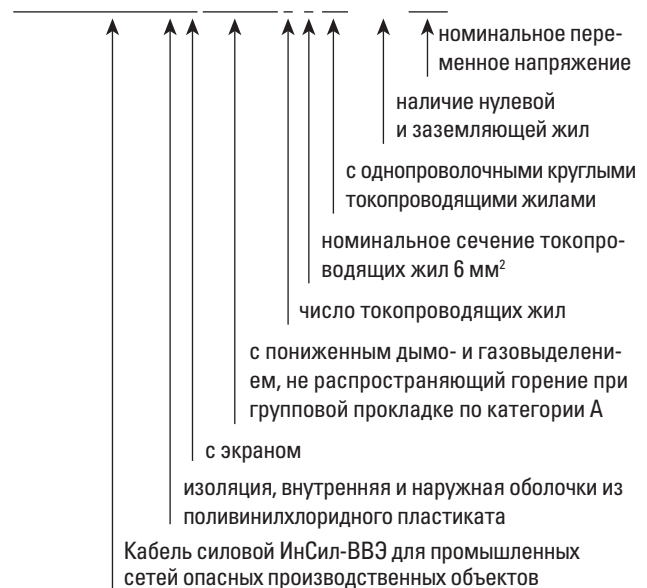 номинальное пере-
менное напряжение
наличие нулевой
и заземляющей жил
с однопроволочными круглыми
токопроводящими жилами
номинальное сечение токопро-
водящих жил 6 мм²
число токопроводящих жил
с пониженным дымо- и газовыделени-
ем, не распространяющий горение при
групповой прокладке по категории А
с экраном
изоляция, внутренняя и наружная оболочки из
поливинилхлоридного пластиката
Кабель силовой ИнСил-ВВЭ для промышленных
сетей опасных производственных объектов